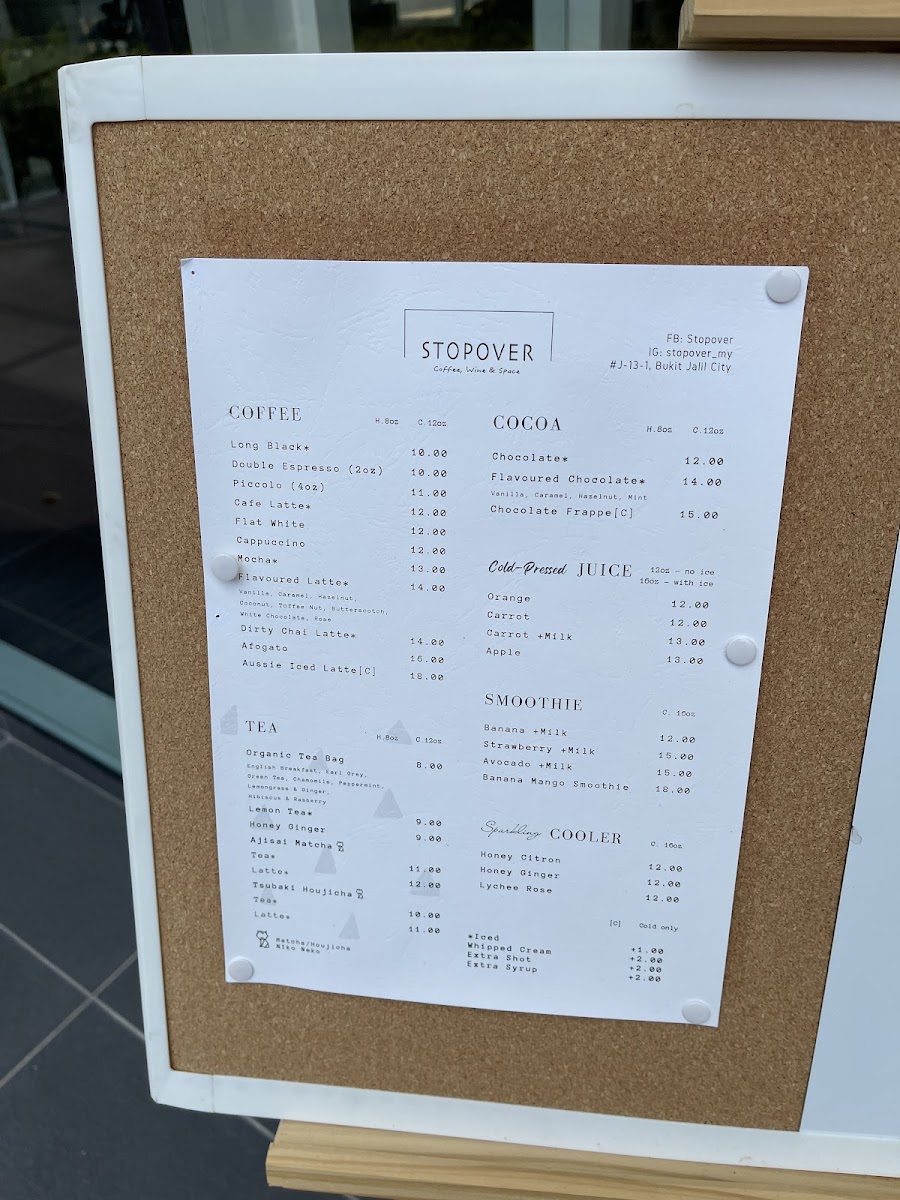 STOPOVER
Coffee, Wine & Space
FB: Stopover
IG: stopover_my
#J-13-1, Bukit Jalil City
COFFEE H.8oz C.12oz
Long Black* 10.00
Double Espresso (2oz) 10.00
Piccolo (4oz) 11.00
Cafe Latte* 12.00
Flat White 12.00
Cappuccino 12.00
Mocha* 13.00
Flavoured Latte* 14.00
Vanilla, Caramel, Hazelnut,
Coconut, Toffee Nut, Butterscotch,
White Chocolate, Rose
Dirty Chai Latte* 14.00
Afogato 16.00
Aussie Iced Latte[C] 18.00
TEA H.8oz C.12oz
Organic Tea Bag 8.00
English Breakfast, Earl Grey,
Green Tea, Chamomile, Peppermint,
Lemongrass & Ginger,
Hibiscus & Rasberry
Lemon Tea* 9.00
Honey Ginger 9.00
Ajisai Matcha
Tea* 11.00
Latte* 12.00
Tsubaki Houjicha
Tea* 10.00
Latte* 11.00
Matcha/Houjicha
Niko Neko
COCOA H.8oz C.12oz
Chocolate* 12.00
Flavoured Chocolate* 14.00
Vanilla, Caramel, Hazelnut, Mint
Chocolate Frappe[C] 15.00
Cold-Pressed JUICE 12oz - no ice
16oz - with ice
Orange 12.00
Carrot 12.00
Carrot +Milk 13.00
Apple 13.00
SMOOTHIE C. 16oz
Banana +Milk 12.00
Strawberry +Milk 15.00
Avocado +Milk 15.00
Banana Mango Smoothie 18.00
Sparkling COOLER C. 16oz
Honey Citron 12.00
Honey Ginger 12.00
Lychee Rose 12.00
[C] Cold only
*Iced +1.00
Whipped Cream +2.00
Extra Shot +2.00
Extra Syrup +2.00